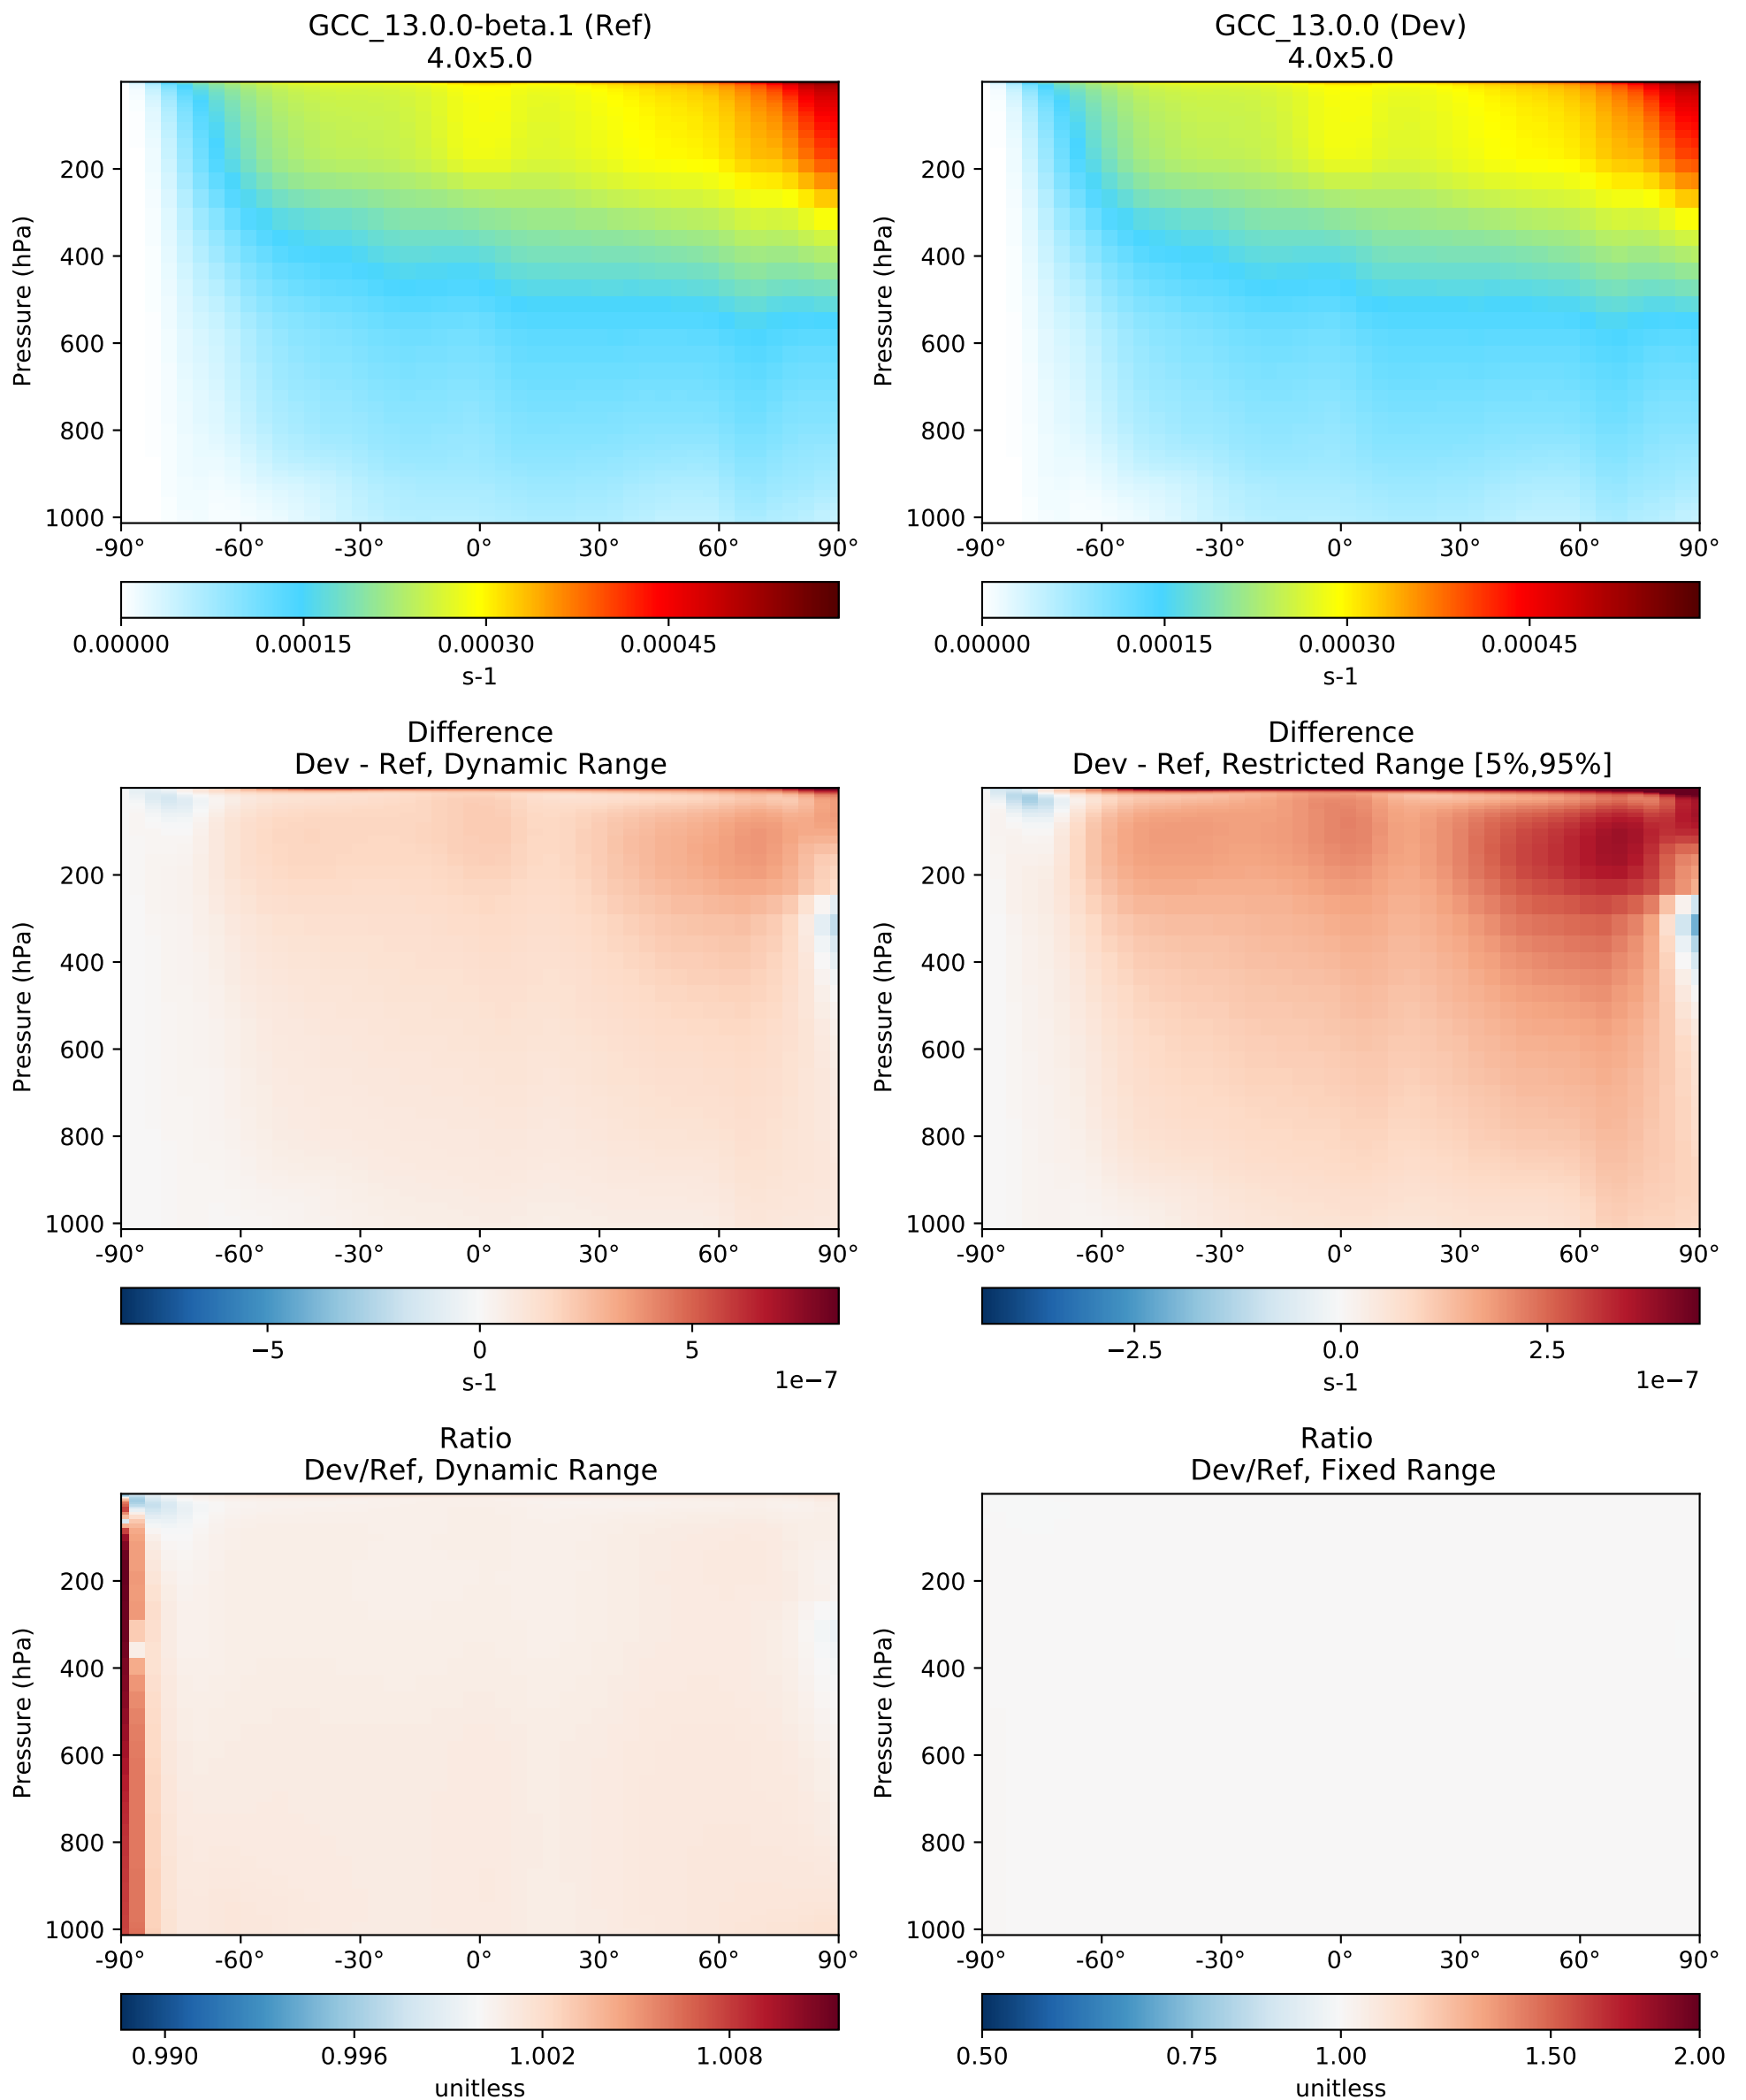 GCC_13.0.0-beta.1 (Ref)
4.0x5.0
Pressure (hPa)
200
400
600
800
1000
-90° -60° -30° 0° 30° 60° 90°
0.00000 0.00015 0.00030 0.00045
s-1
GCC_13.0.0 (Dev)
4.0x5.0
Pressure (hPa)
200
400
600
800
1000
-90° -60° -30° 0° 30° 60° 90°
0.00000 0.00015 0.00030 0.00045
s-1
Difference
Dev - Ref, Dynamic Range
Pressure (hPa)
200
400
600
800
1000
-90° -60° -30° 0° 30° 60° 90°
−5 0 5
s-1 1e−7
Difference
Dev - Ref, Restricted Range [5%,95%]
Pressure (hPa)
200
400
600
800
1000
-90° -60° -30° 0° 30° 60° 90°
−2.5 0.0 2.5
s-1 1e−7
Ratio
Dev/Ref, Dynamic Range
Pressure (hPa)
200
400
600
800
1000
-90° -60° -30° 0° 30° 60° 90°
0.990 0.996 1.002 1.008
unitless
Ratio
Dev/Ref, Fixed Range
Pressure (hPa)
200
400
600
800
1000
-90° -60° -30° 0° 30° 60° 90°
0.50 0.75 1.00 1.50 2.00
unitless